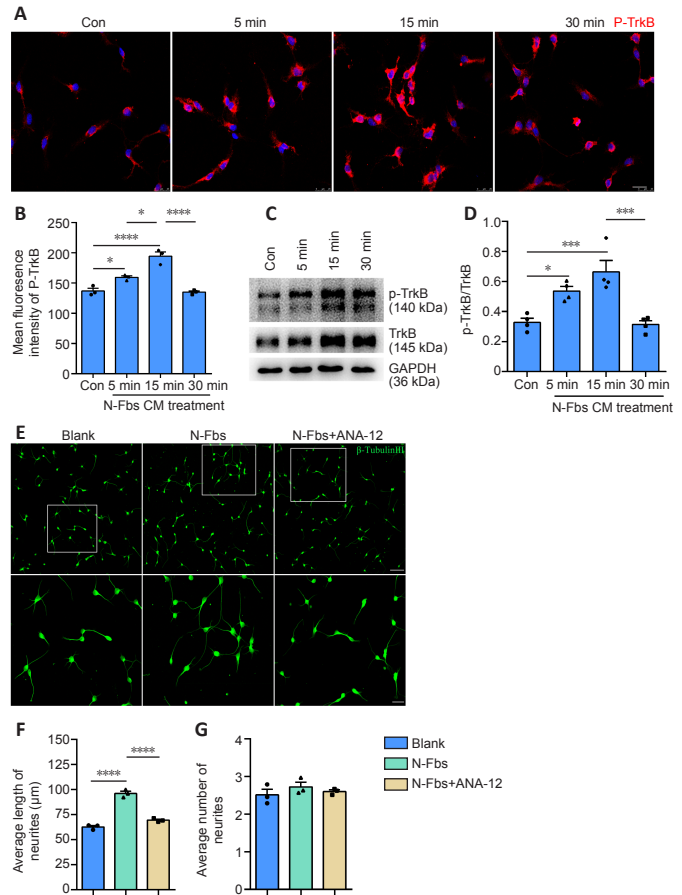 A
Con
5 min
15 min
30 min P-TrkB
B
Mean fluoresence
intensity of P-TrkB
250
200
150
100
50
0
*
****
*
****
Con 5 min 15 min 30 min
N-Fbs CM treatment
C
Con
5 min
15 min
30 min
p-TrkB
(140 kDa)
TrkB
(145 kDa)
GAPDH
(36 kDa)
D
p-TrkB/TrkB
1.0
0.8
0.6
0.4
0.2
0
*
***
***
Con
5 min
15 min
30 min
N-Fbs CM treatment
E
Blank
N-Fbs
N-Fbs+ANA-12
F
Average length of
neurites (μm)
100
75
50
25
0
****
****
G
Average number of
neurites
4
3
2
1
0
Blank
N-Fbs
N-Fbs+ANA-12